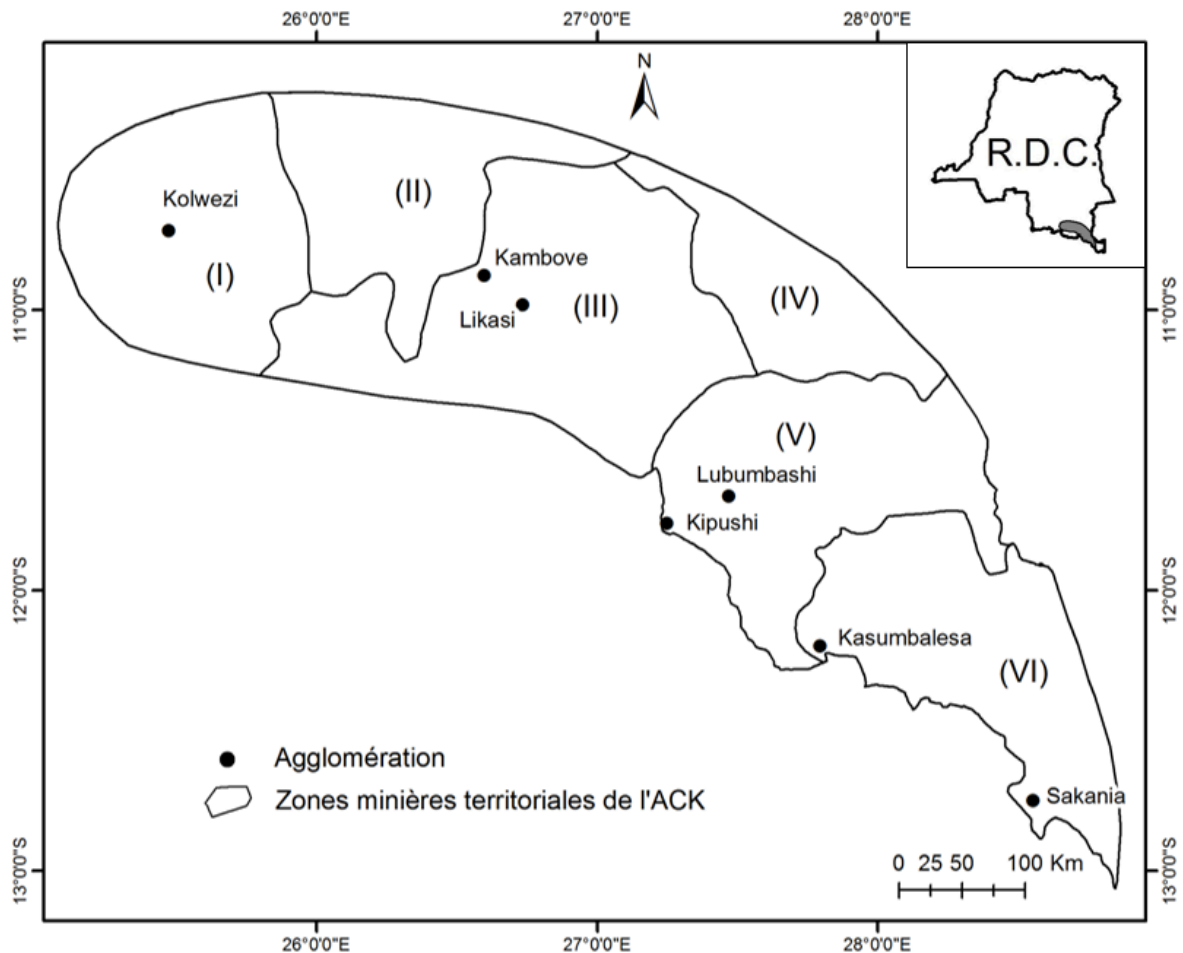 26°0'0"E 27°0'0"E 28°0'0"E
N
R.D.C.
Kolwezi
(I)
(II)
Kambove
Likasi
(III)
(IV)
11°0'0"S 11°0'0"S
(V)
Lubumbashi
Kipushi
12°0'0"S 12°0'0"S
Kasumbalesa
(VI)
Agglomération
Zones minières territoriales de l'ACK
Sakania
0 25 50 100 Km
13°0'0"S 13°0'0"S
26°0'0"E 27°0'0"E 28°0'0"E